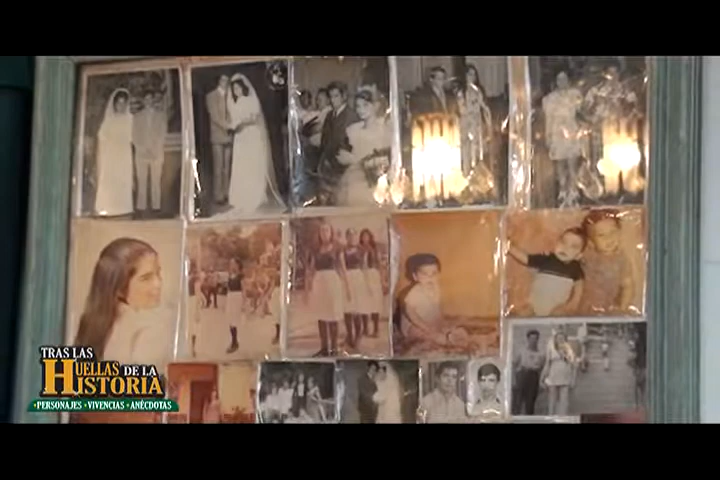 TRAS LAS
HUELLAS DE LA
HISTORIA
•PERSONAJES •VIVENCIAS •ANÉCDOTAS